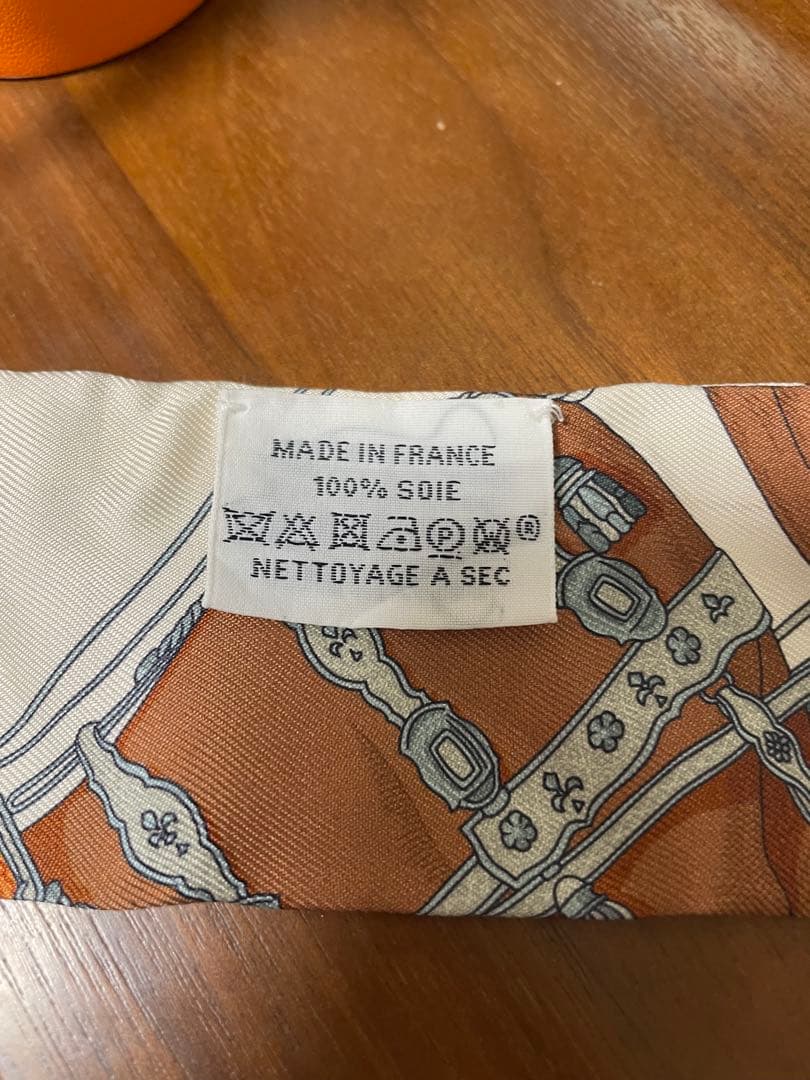 MADE IN FRANCE
100% SOIE
P W ®
NETTOYAGE A SEC